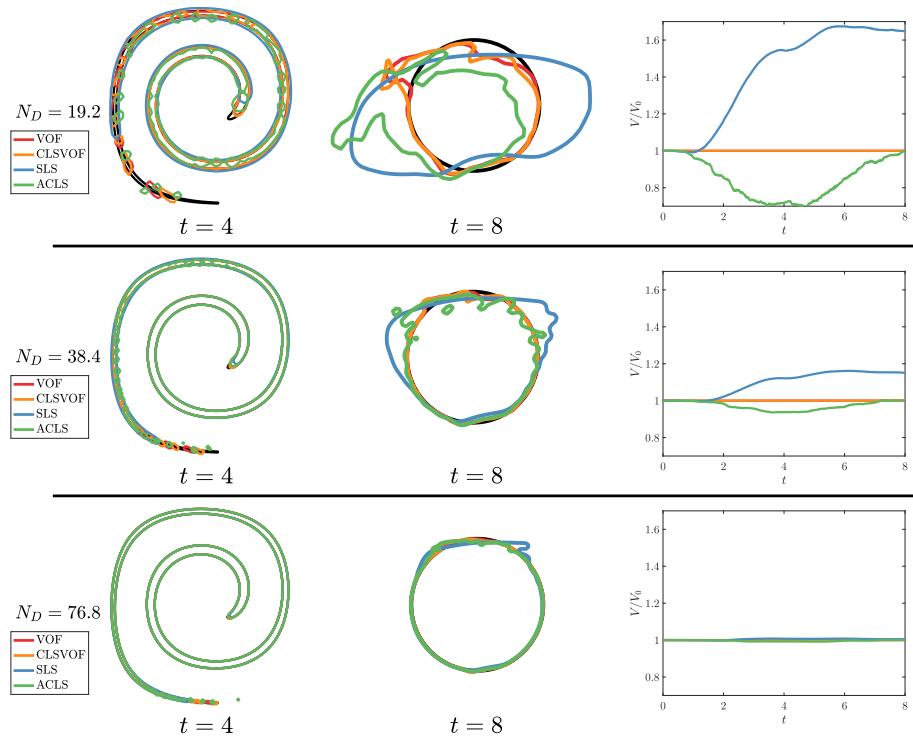 N_D = 19.2
VOF
CLSVOF
SLS
ACLS
t = 4
t = 8
V/V_0
1.6
1.4
1.2
1
0.8
0 2 4 6 8
t
N_D = 38.4
VOF
CLSVOF
SLS
ACLS
t = 4
t = 8
V/V_0
1.6
1.4
1.2
1
0.8
0 2 4 6 8
t
N_D = 76.8
VOF
CLSVOF
SLS
ACLS
t = 4
t = 8
V/V_0
1.6
1.4
1.2
1
0.8
0 2 4 6 8
t